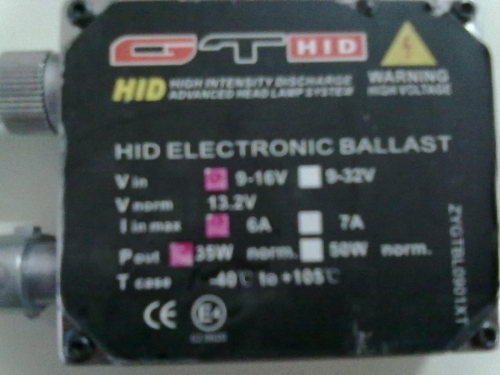 GT HID
HID HIGH INTENSITY DISCHARGE
ADVANCED HEAD LAMP SYSTEM
WARNING
HIGH VOLTAGE
HID ELECTRONIC BALLAST
V in 9-16V 9-32V
V norm 13.2V
I in max 6A 7A
P out 35W norm. 50W norm.
T case -40℃ to +105℃
CE E4
ZYGTBL0901XT